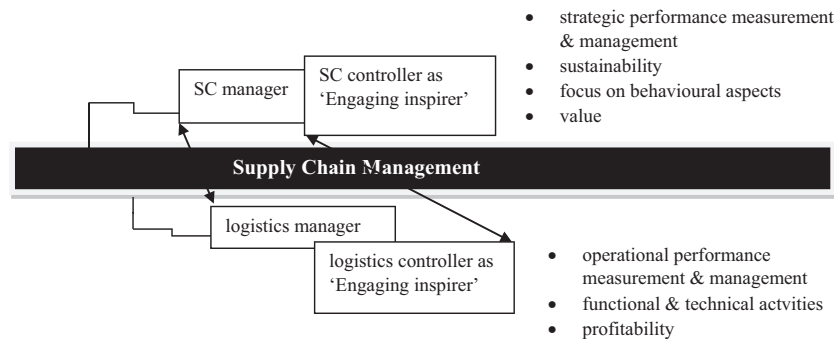 • strategic performance measurement
& management
• sustainability
• focus on behavioural aspects
• value
SC manager
SC controller as
‘Engaging inspirer’
Supply Chain Management
logistics manager
logistics controller as
‘Engaging inspirer’
• operational performance
measurement & management
• functional & technical actvities
• profitability